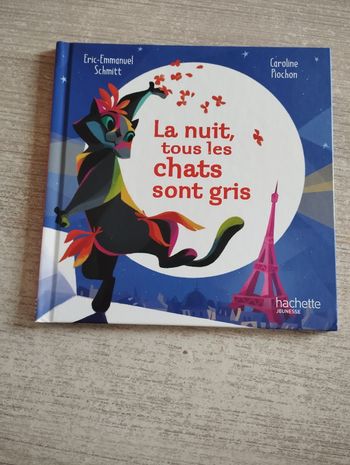 Eric-Emmanuel
Schmitt
Caroline
Piochon
La nuit,
tous les
chats
sont gris
hachette
JEUNESSE